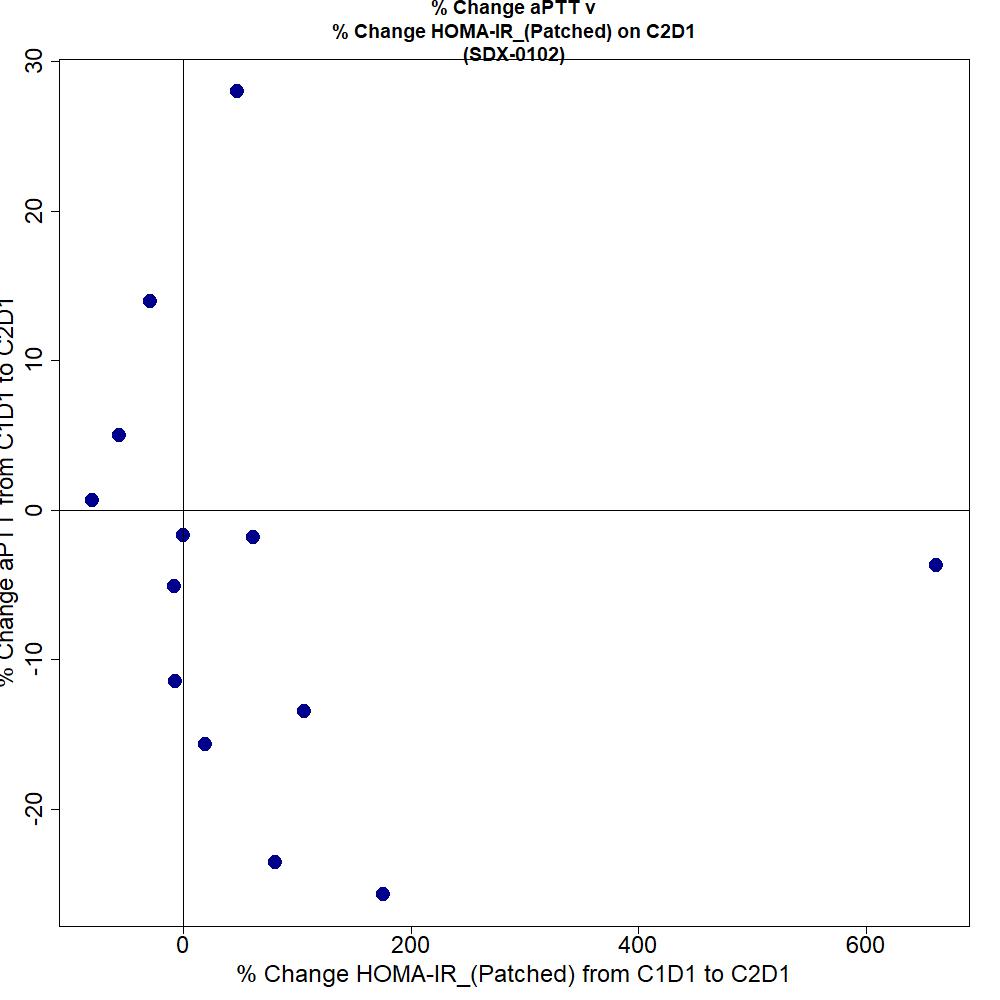 % Change aPTT v
% Change HOMA-IR_(Patched) on C2D1
(SDX-0102)
30
20
10
0
-10
-20
% Change aPTT from C1D1 to C2D1
0
200
400
600
% Change HOMA-IR_(Patched) from C1D1 to C2D1